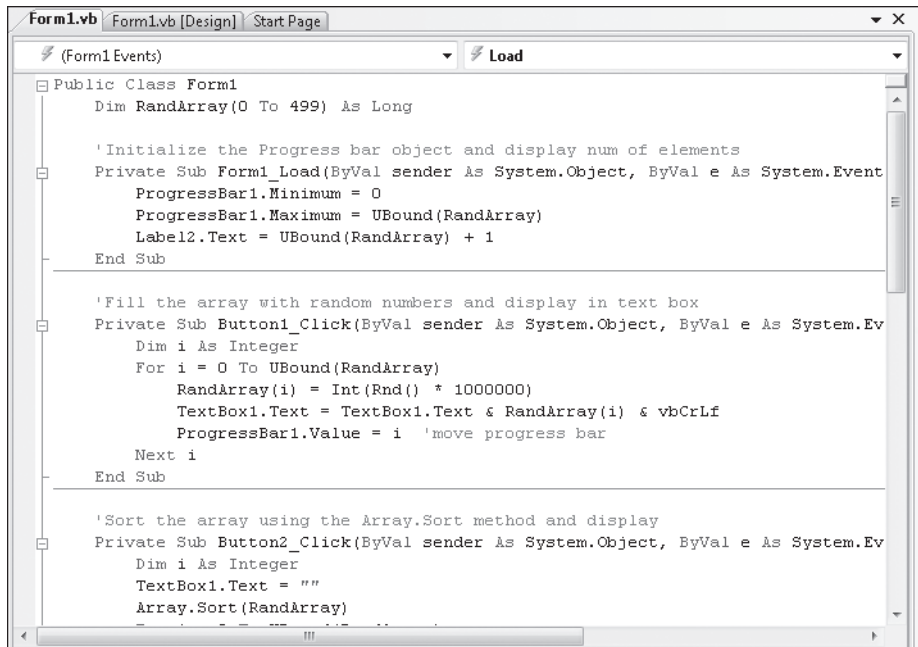 Form1.vb Form1.vb [Design] Start Page
(Form1 Events) Load
Public Class Form1
Dim RandArray(0 To 499) As Long
'Initialize the Progress bar object and display num of elements
Private Sub Form1_Load(ByVal sender As System.Object, ByVal e As System.Event
ProgressBar1.Minimum = 0
ProgressBar1.Maximum = UBound(RandArray)
Label2.Text = UBound(RandArray) + 1
End Sub
'Fill the array with random numbers and display in text box
Private Sub Button1_Click(ByVal sender As System.Object, ByVal e As System.Ev
Dim i As Integer
For i = 0 To UBound(RandArray)
RandArray(i) = Int(Rnd() * 1000000)
TextBox1.Text = TextBox1.Text & RandArray(i) & vbCrLf
ProgressBar1.Value = i 'move progress bar
Next i
End Sub
'Sort the array using the Array.Sort method and display
Private Sub Button2_Click(ByVal sender As System.Object, ByVal e As System.Ev
Dim i As Integer
TextBox1.Text = ""
Array.Sort(RandArray)